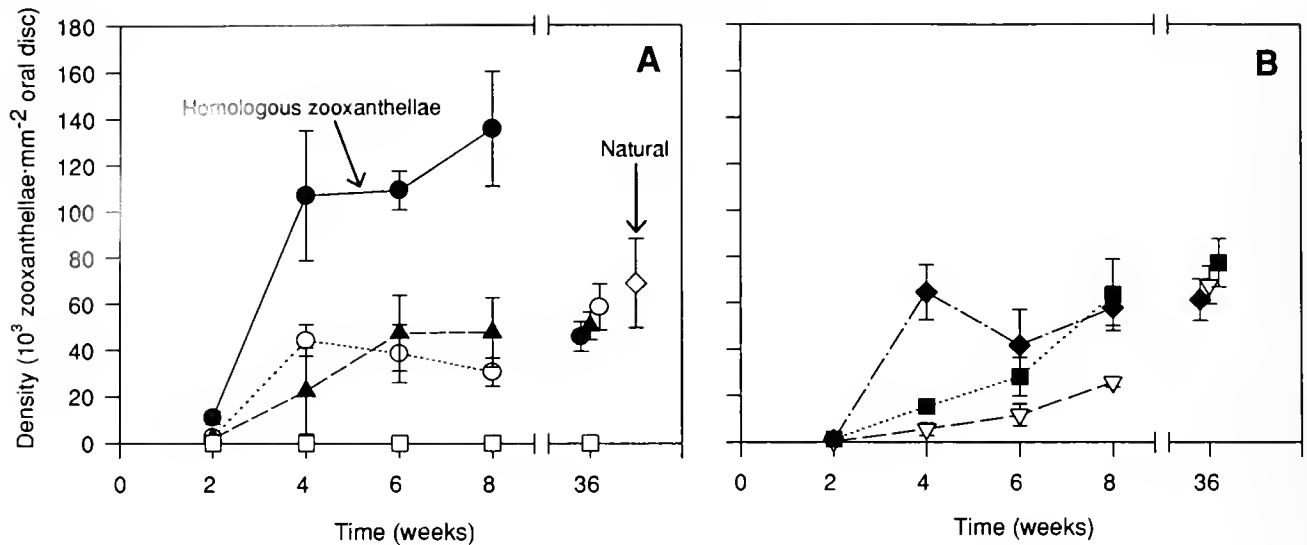 180
160
140
120
100
80
60
40
20
0
Density (10³ zooxanthellae·mm⁻² oral disc)
A
Homologous zooxanthellae
Natural
0 2 4 6 8 36
Time (weeks)
B
0 2 4 6 8 36
Time (weeks)